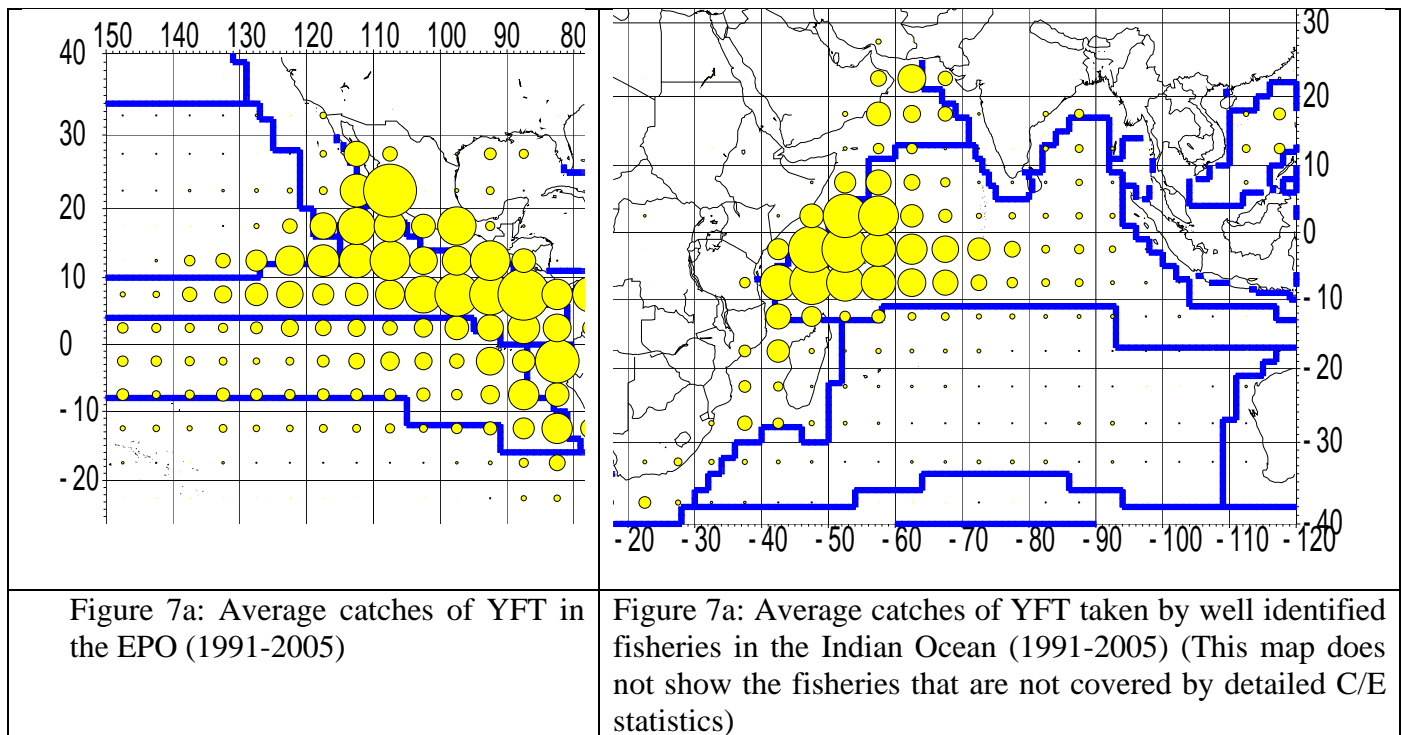 150 140 130 120 110 100 90 80
40
30
20
10
0
-10
-20
Figure 7a: Average catches of YFT in
the EPO (1991-2005)
30
20
10
0
-10
-20
-30
-40
-20 -30 -40 -50 -60 -70 -80 -90 -100 -110 -120
Figure 7a: Average catches of YFT taken by well identified
fisheries in the Indian Ocean (1991-2005) (This map does
not show the fisheries that are not covered by detailed C/E
statistics)